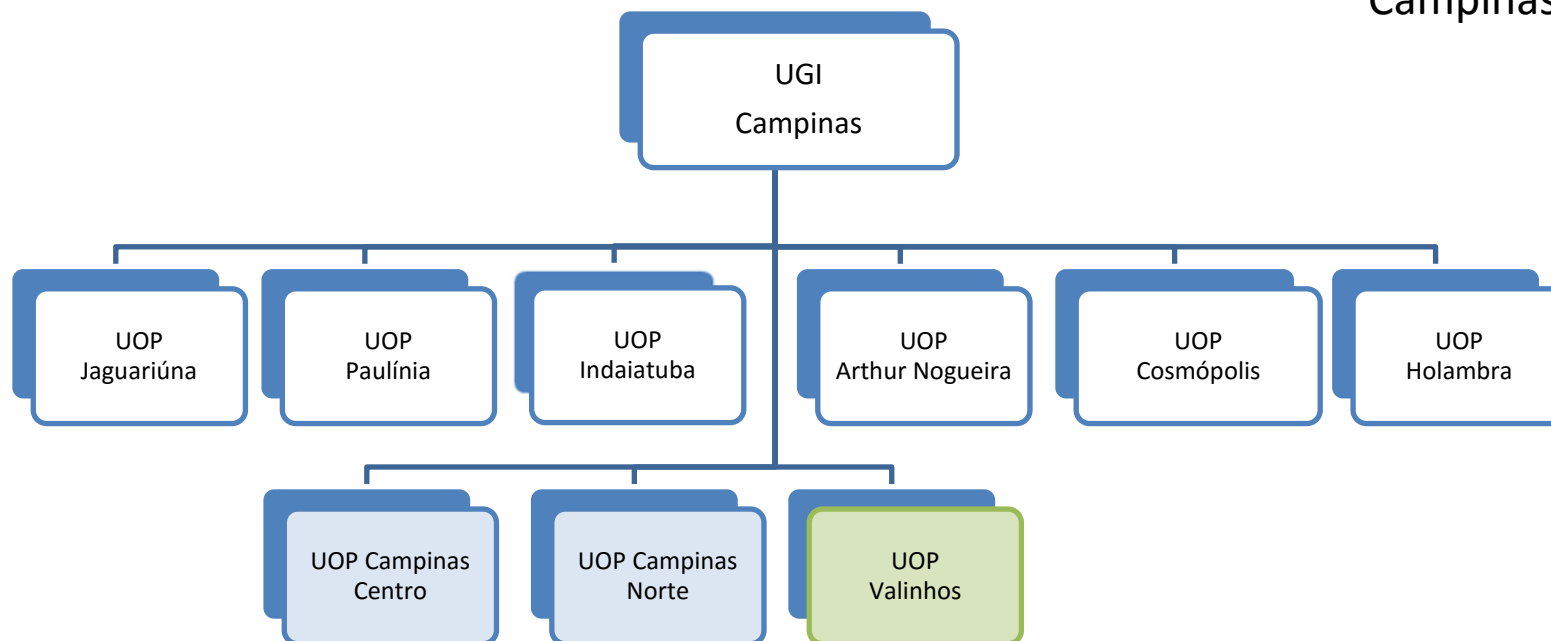 Campinas
UGI
Campinas
UOP
Jaguariúna
UOP
Paulínia
UOP
Indaiatuba
UOP
Arthur Nogueira
UOP
Cosmópolis
UOP
Holambra
UOP Campinas
Centro
UOP Campinas
Norte
UOP
Valinhos